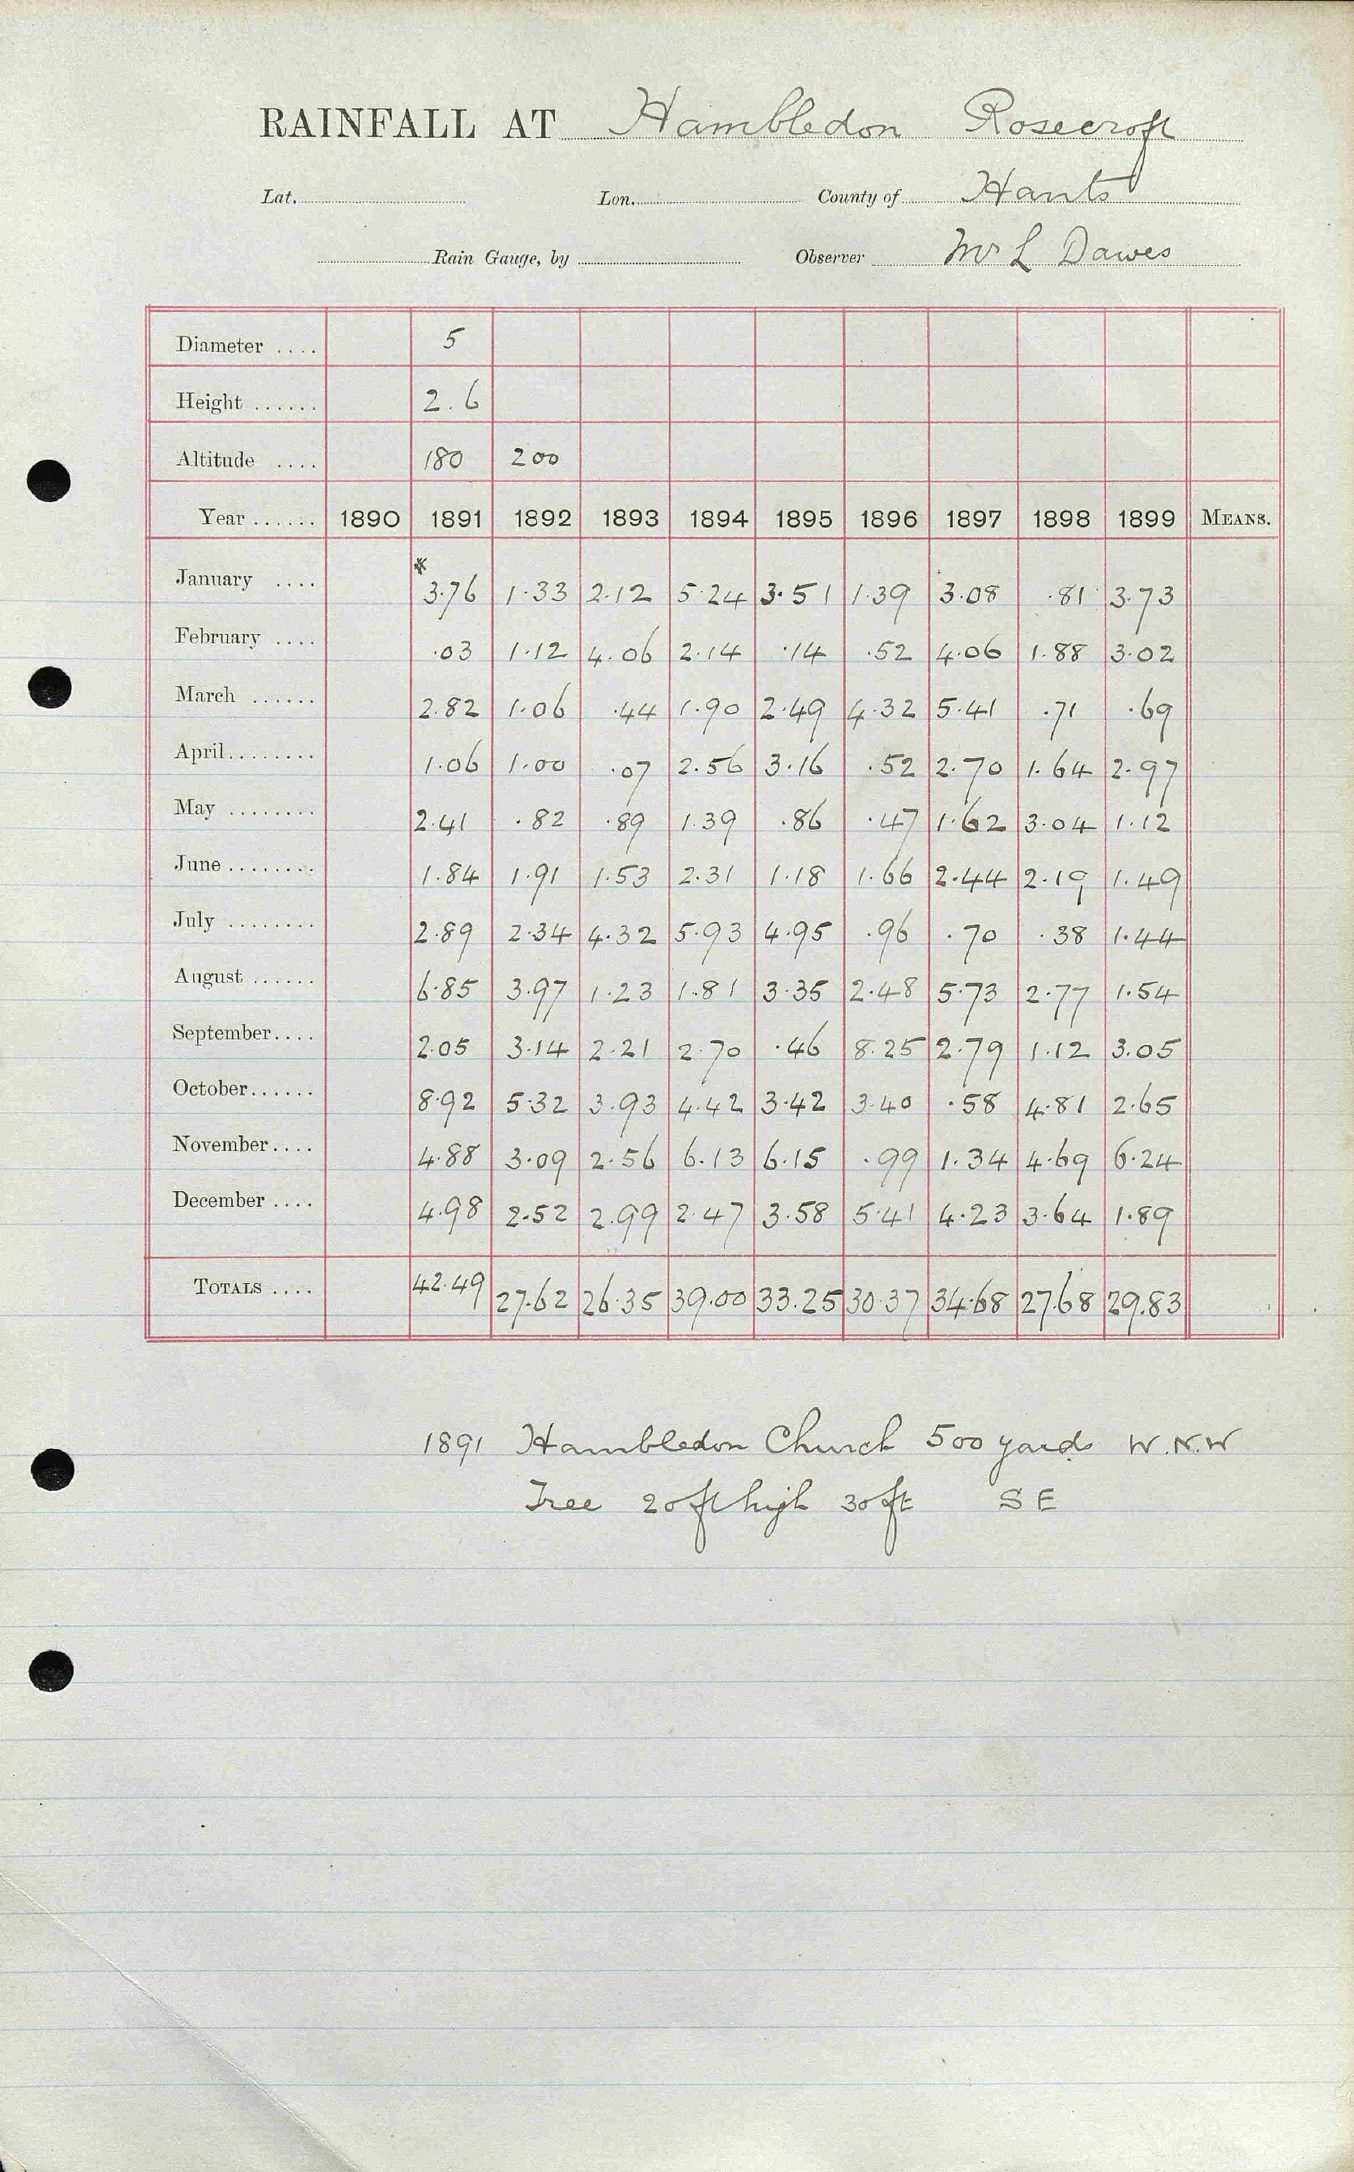 RAINFALL AT Hambledon Rosecroft
Lat. Lon. County of Hants
Rain Gauge, by Observer Mr L Dawes
Diameter .... 5
Height ...... 2.6
Altitude .... 180 200
Year ...... 1890 1891 1892 1893 1894 1895 1896 1897 1898 1899 MEANS.
January .... * 3.76 1.33 2.12 5.24 3.51 1.39 3.08 .81 3.73
February .... .03 1.12 4.06 2.14 .14 .52 4.06 1.88 3.02
March ...... 2.82 1.06 .44 1.90 2.49 4.32 5.41 .71 .69
April........ 1.06 1.00 .07 2.56 3.16 .52 2.70 1.64 2.97
May ........ 2.41 .82 .89 1.39 .86 .47 1.62 3.04 1.12
June ........ 1.84 1.91 1.53 2.31 1.18 1.66 2.44 2.19 1.49
July ........ 2.89 2.34 4.32 5.93 4.95 .96 .70 .38 1.44
August ...... 6.85 3.97 1.23 1.81 3.35 2.48 5.73 2.77 1.54
September.... 2.05 3.14 2.21 2.70 .46 8.25 2.79 1.12 3.05
October...... 8.92 5.32 3.93 4.42 3.42 3.40 .58 4.81 2.65
November.... 4.88 3.09 2.56 6.13 6.15 .99 1.34 4.69 6.24
December .... 4.98 2.52 2.99 2.47 3.58 5.41 4.23 3.64 1.89
TOTALS .... 42.49 27.62 26.35 39.00 33.25 30.37 34.68 27.68 29.83
1891 Hambledon Church 500 yards W.N.W
Tree 20ft high 30ft SE